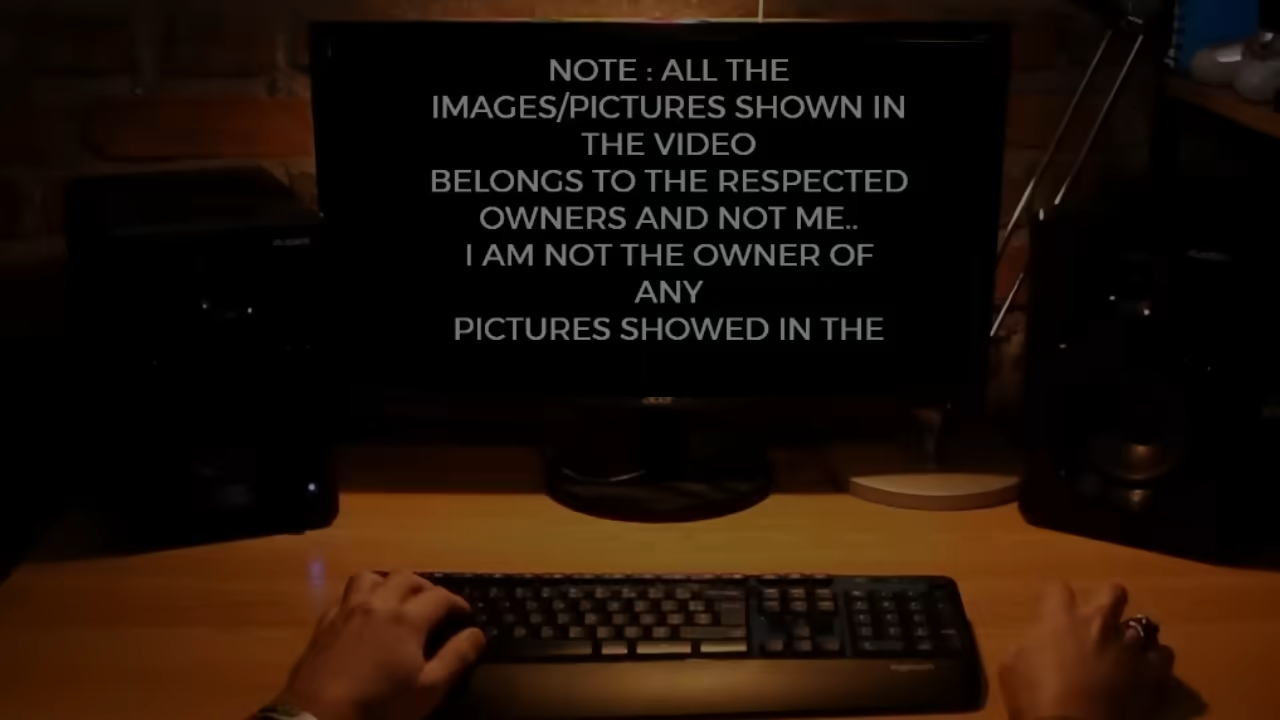 NOTE : ALL THE
IMAGES/PICTURES SHOWN IN
THE VIDEO
BELONGS TO THE RESPECTED
OWNERS AND NOT ME..
I AM NOT THE OWNER OF
ANY
PICTURES SHOWED IN THE
acer